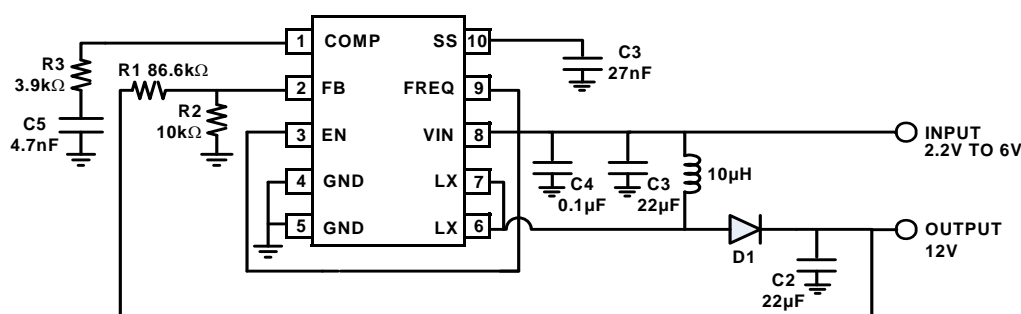 1 COMP SS 10
C3
27nF
R3
3.9kΩ
R1 86.6kΩ
2 FB FREQ 9
R2
10kΩ
C5
4.7nF
3 EN VIN 8
INPUT
2.2V TO 6V
4 GND LX 7
C4
0.1µF
C3
22µF
10µH
5 GND LX 6
D1
OUTPUT
12V
C2
22µF